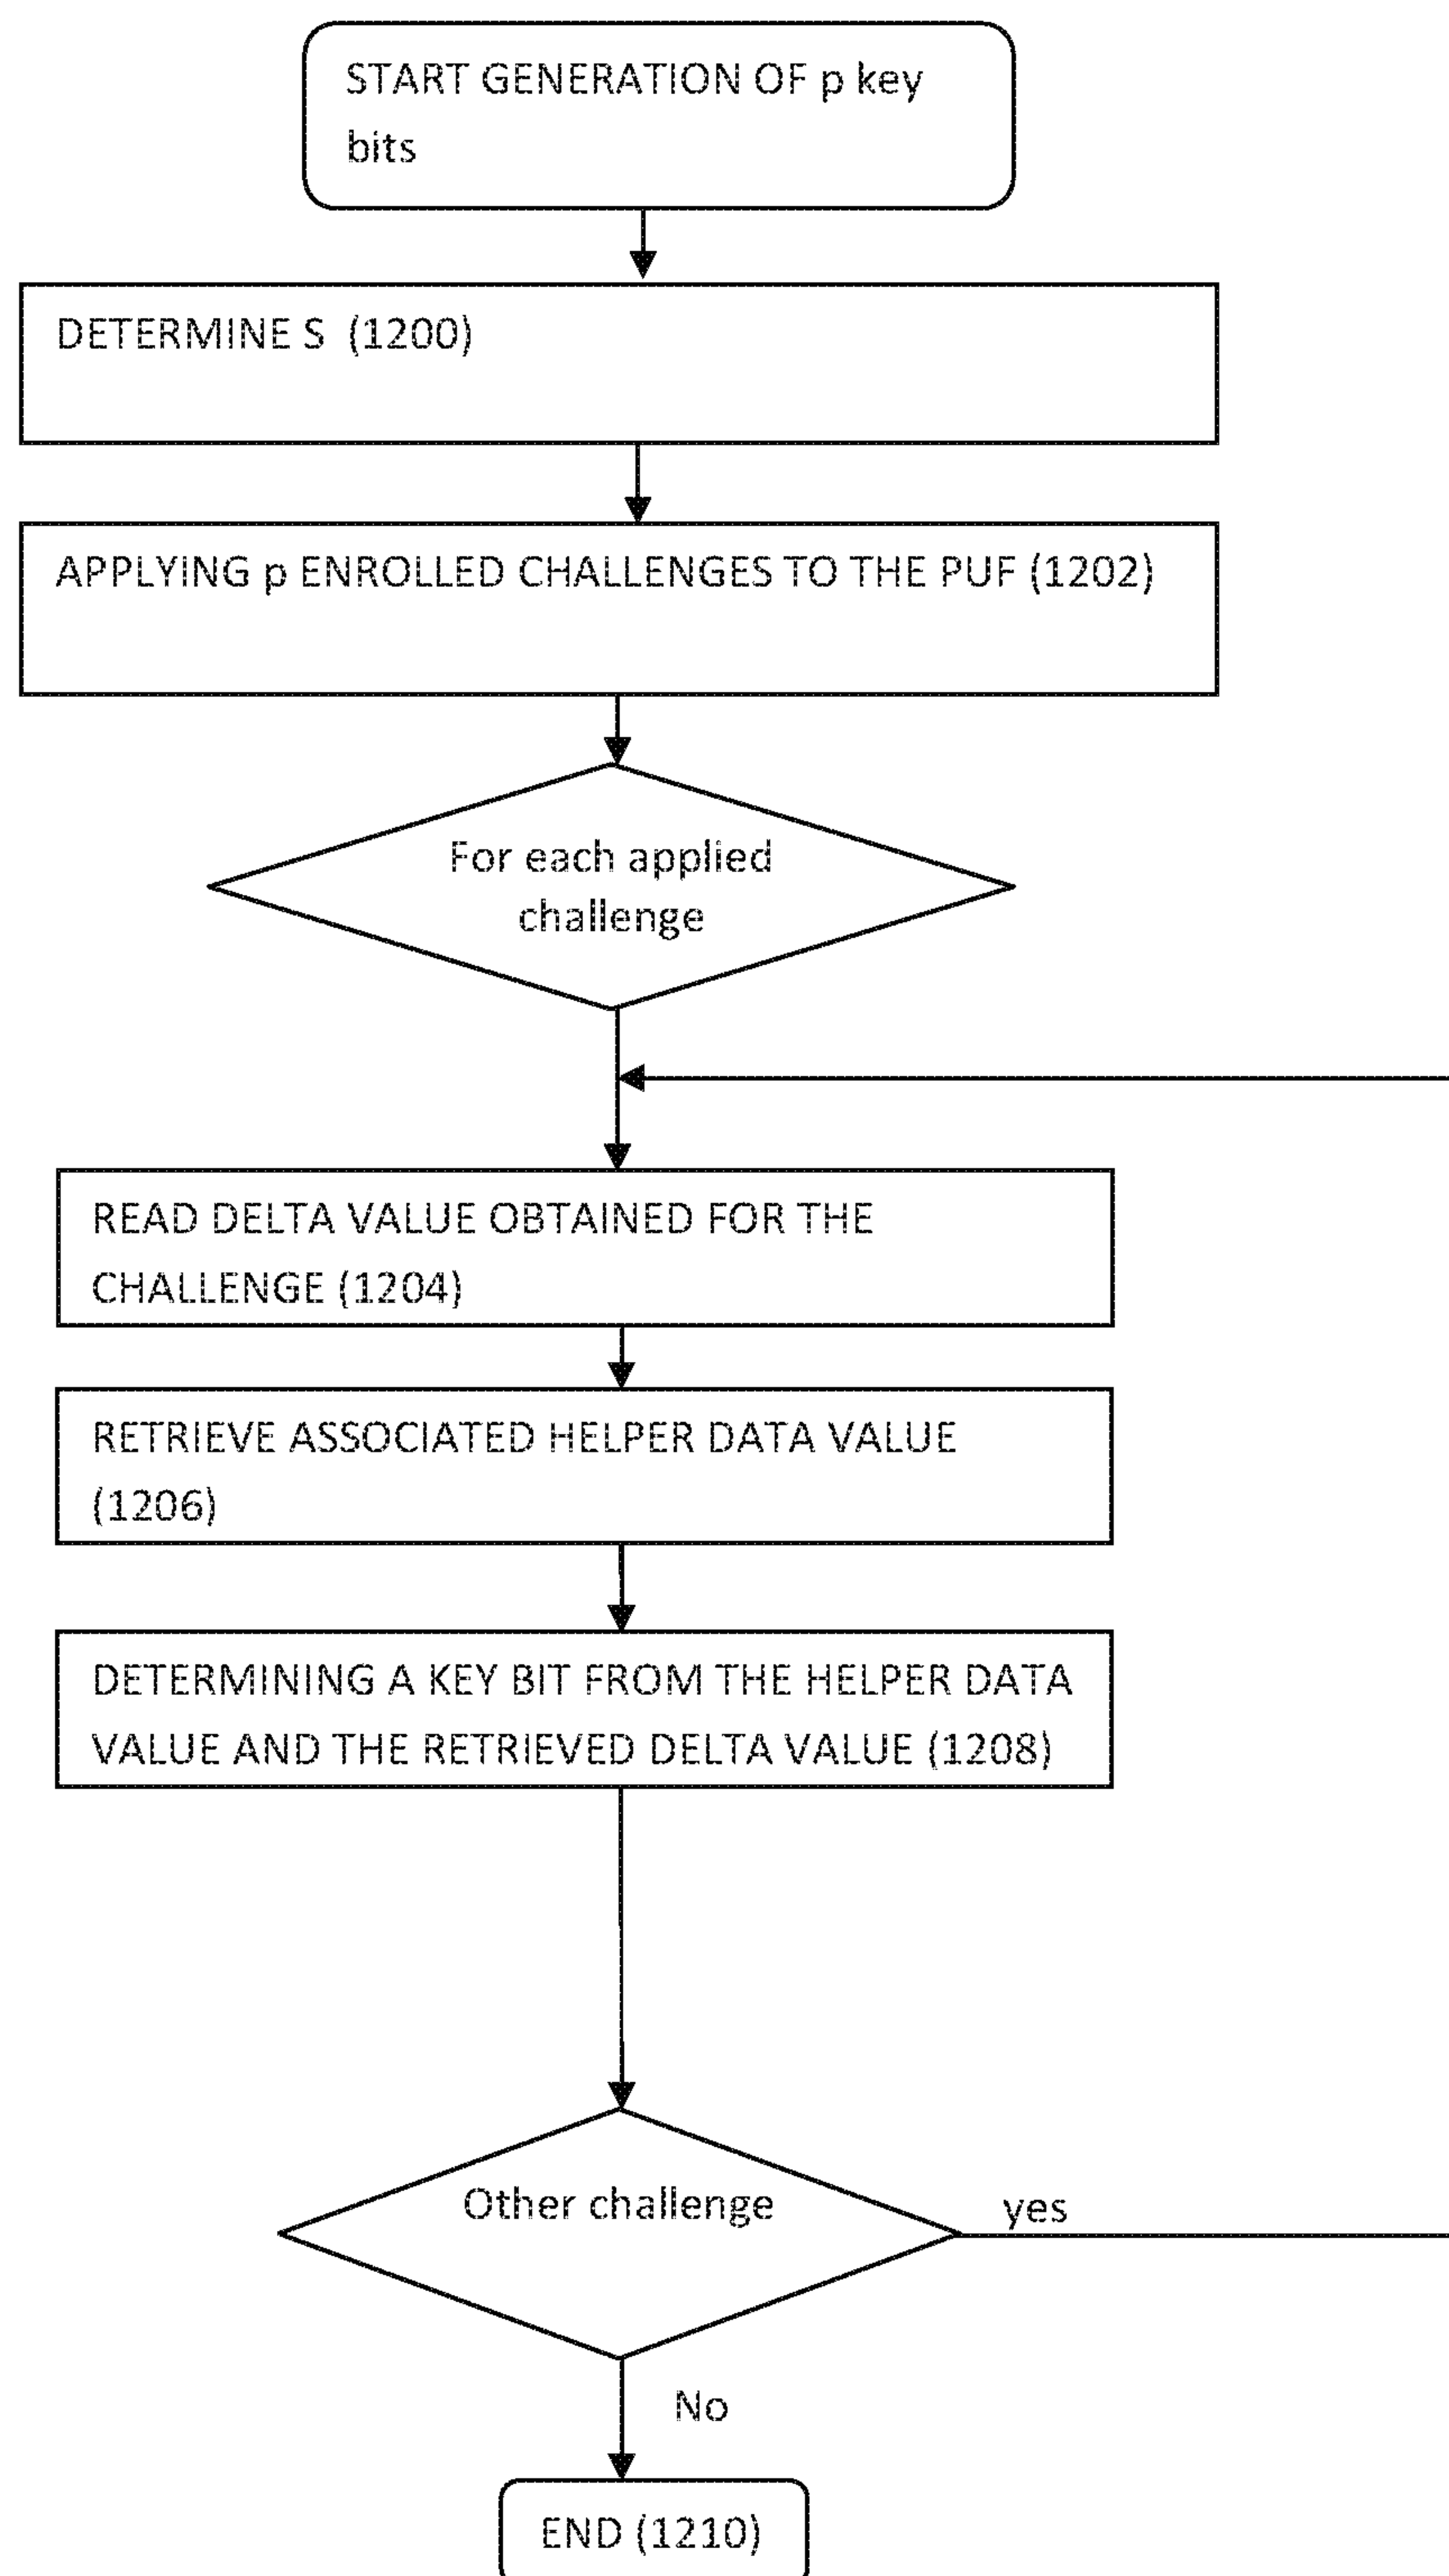 START GENERATION OF p key
bits
DETERMINE S (1200)
APPLYING p ENROLLED CHALLENGES TO THE PUF (1202)
For each applied
challenge
READ DELTA VALUE OBTAINED FOR THE
CHALLENGE (1204)
RETRIEVE ASSOCIATED HELPER DATA VALUE
(1206)
DETERMINING A KEY BIT FROM THE HELPER DATA
VALUE AND THE RETRIEVED DELTA VALUE (1208)
Other challenge
yes
No
END (1210)